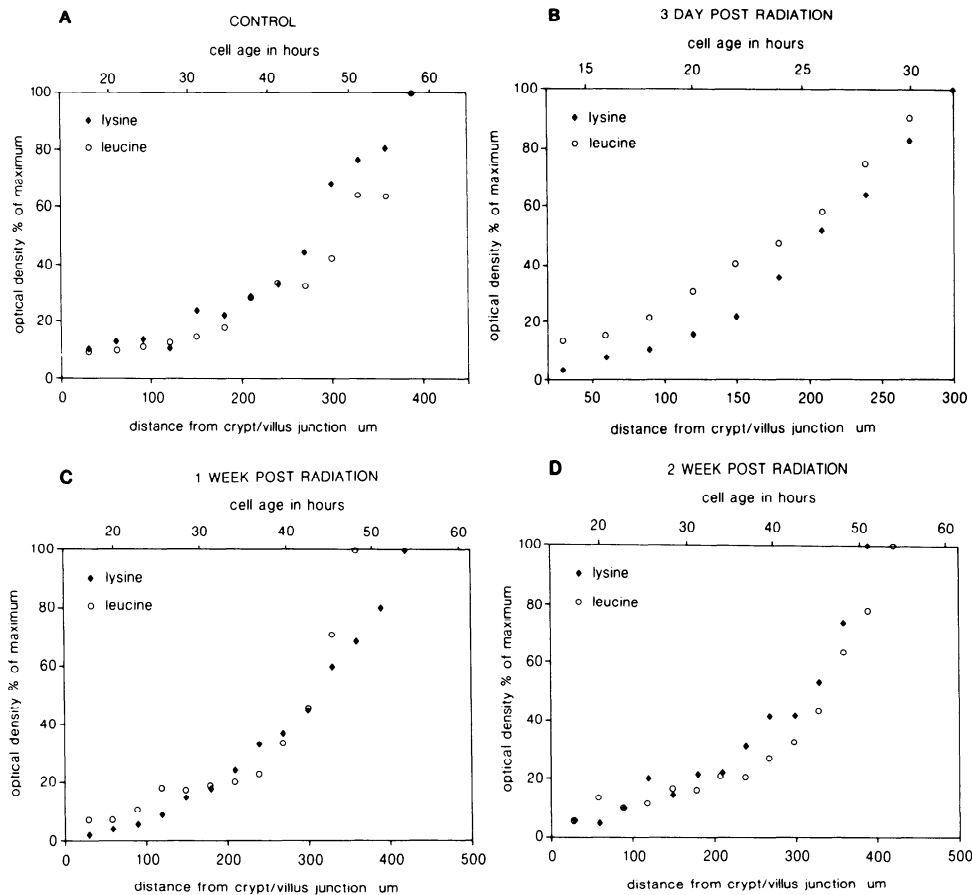 A
CONTROL
cell age in hours
20 30 40 50 60
100
80
60
40
20
0
optical density % of maximum
lysine
leucine
0 100 200 300 400
distance from crypt/villus junction um
B
3 DAY POST RADIATION
cell age in hours
15 20 25 30
100
80
60
40
20
0
optical density % of maximum
lysine
leucine
50 100 150 200 250 300
distance from crypt/villus junction um
C
1 WEEK POST RADIATION
cell age in hours
20 30 40 50 60
100
80
60
40
20
0
optical density % of maximum
lysine
leucine
0 100 200 300 400 500
distance from crypt/villus junction um
D
2 WEEK POST RADIATION
cell age in hours
20 30 40 50 60
100
80
60
40
20
0
optical density % of maximum
lysine
leucine
0 100 200 300 400 500
distance from crypt/villus junction um